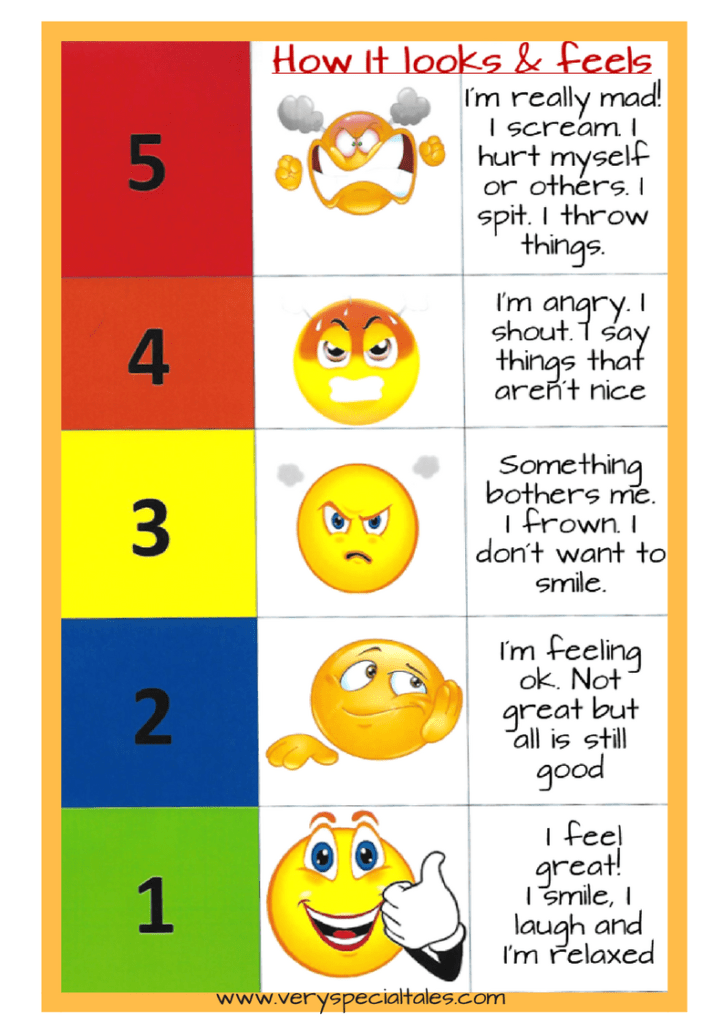 How it looks & feels
5
I'm really mad!
I scream. I
hurt myself
or others. I
spit. I throw
things.
4
I'm angry. I
shout. I say
things that
aren't nice
3
Something
bothers me.
I frown. I
don't want to
smile.
2
I'm feeling
ok. Not
great but
all is still
good
1
I feel
great!
I smile, I
laugh and
I'm relaxed
www.veryspecialtales.com